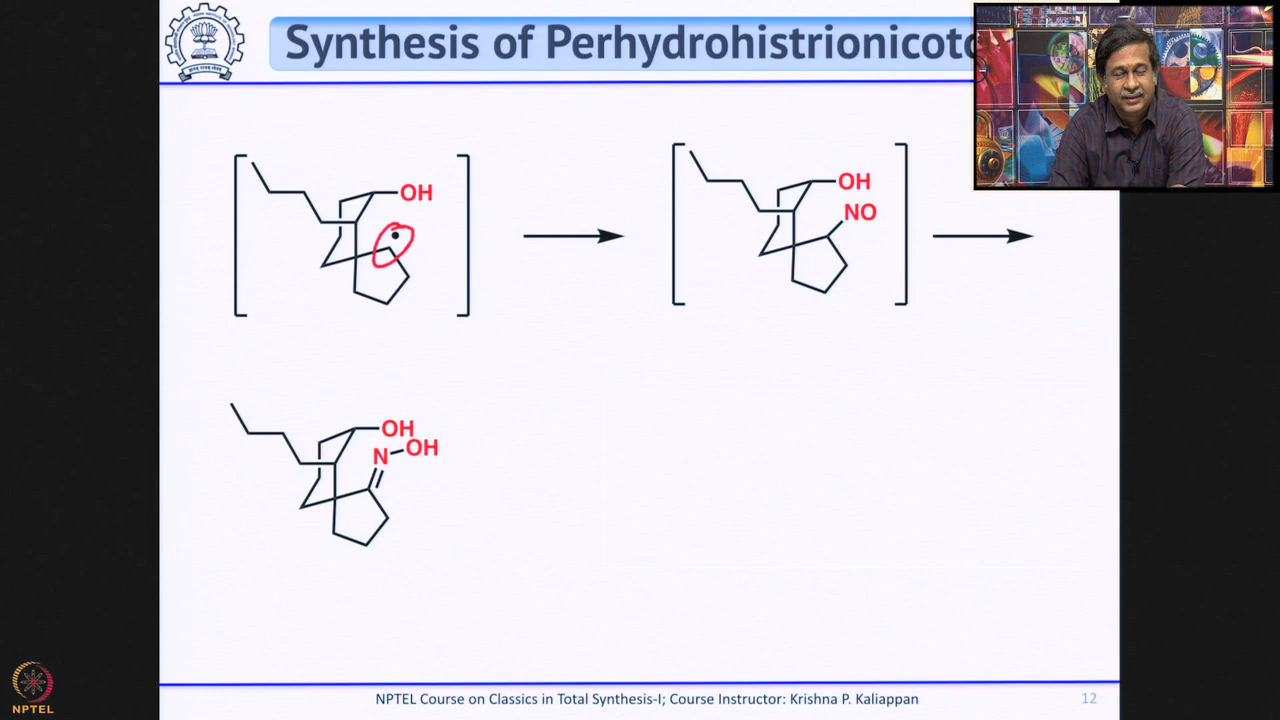 Synthesis of Perhydrohistrionicoto
OH
OH
NO
OH
N
OH
NPTEL Course on Classics in Total Synthesis-I; Course Instructor: Krishna P. Kaliappan
12
NPTEL